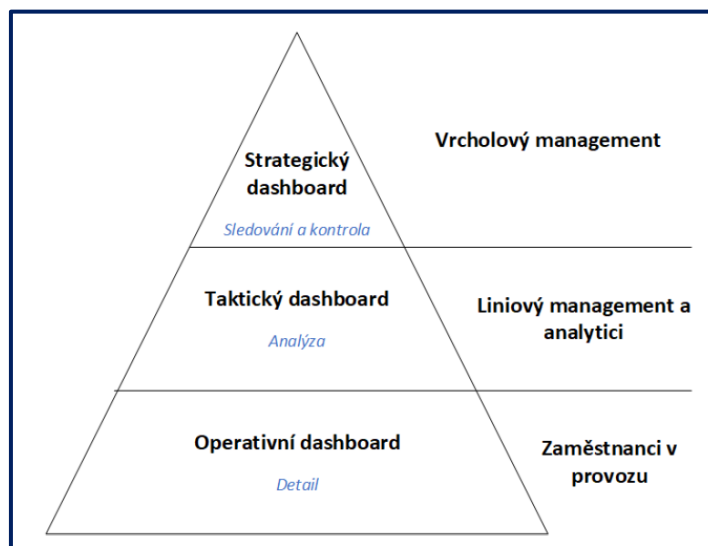 Strategický
dashboard
Sledování a kontrola
Vrcholový management
Taktický dashboard
Analýza
Liniový management a
analytici
Operativní dashboard
Detail
Zaměstnanci v
provozu